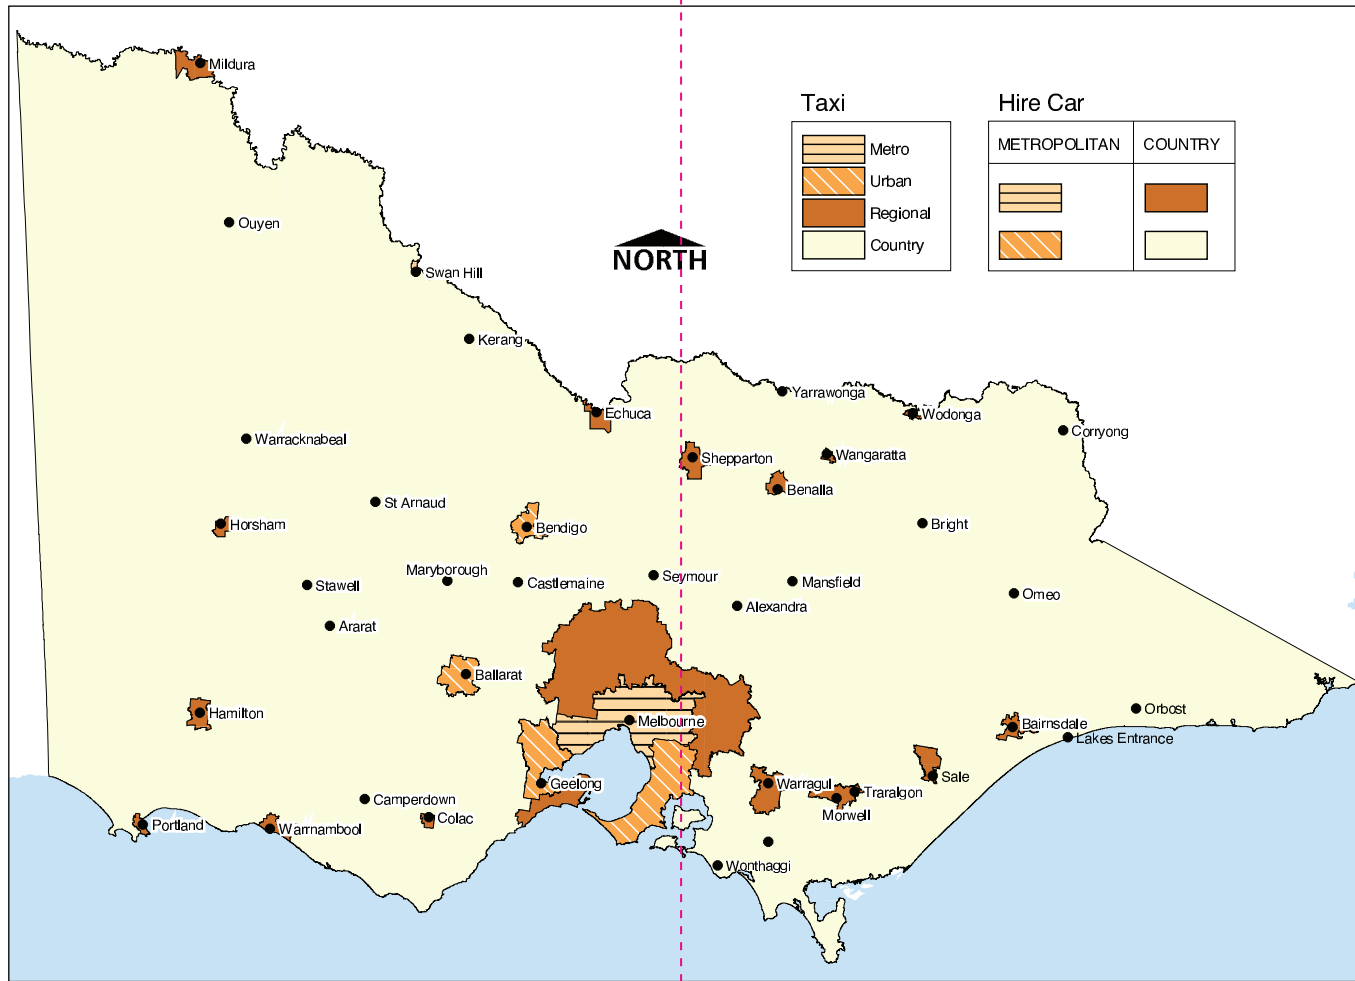 Mildura
Taxi
Hire Car
Metro
METROPOLITAN
COUNTRY
Urban
Regional
Country
Ouyen
NORTH
Swan Hill
Kerang
Yarrawonga
Echuca
Wodonga
Corryong
Warracknabeal
Shepparton
Wangaratta
Benalla
St Arnaud
Horsham
Bendigo
Bright
Maryborough
Seymour
Stawell
Castlemaine
Mansfield
Omeo
Alexandra
Ararat
Ballarat
Hamilton
Melbourne
Orbost
Bairnsdale
Lakes Entrance
Sale
Geelong
Warragul
Traralgon
Camperdown
Morwell
Colac
Portland
Warrnambool
Wonthaggi